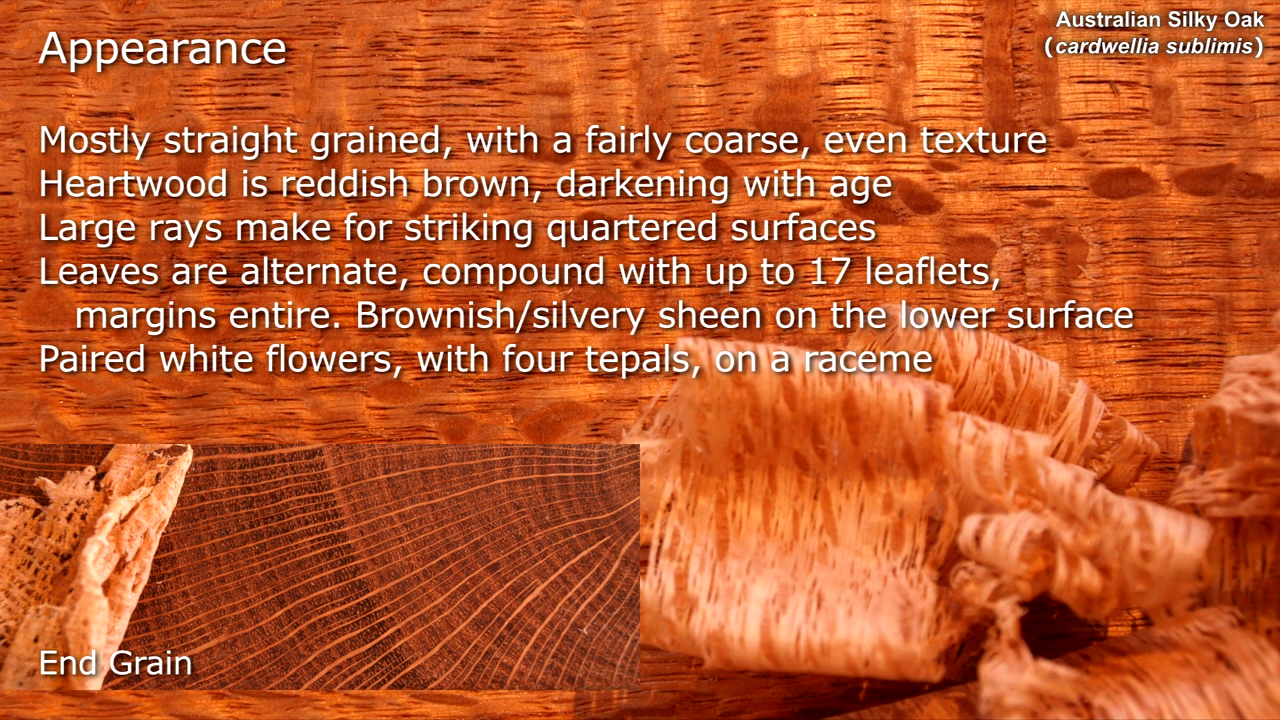 Australian Silky Oak
(cardwellia sublimis)
Appearance
Mostly straight grained, with a fairly coarse, even texture
Heartwood is reddish brown, darkening with age
Large rays make for striking quartered surfaces
Leaves are alternate, compound with up to 17 leaflets,
margins entire. Brownish/silvery sheen on the lower surface
Paired white flowers, with four tepals, on a raceme
End Grain